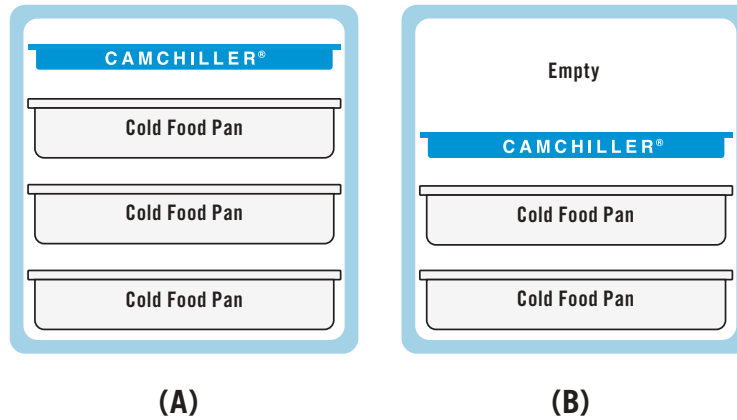 CAMCHILLER®
Cold Food Pan
Cold Food Pan
Cold Food Pan
(A)
Empty
CAMCHILLER®
Cold Food Pan
Cold Food Pan
(B)